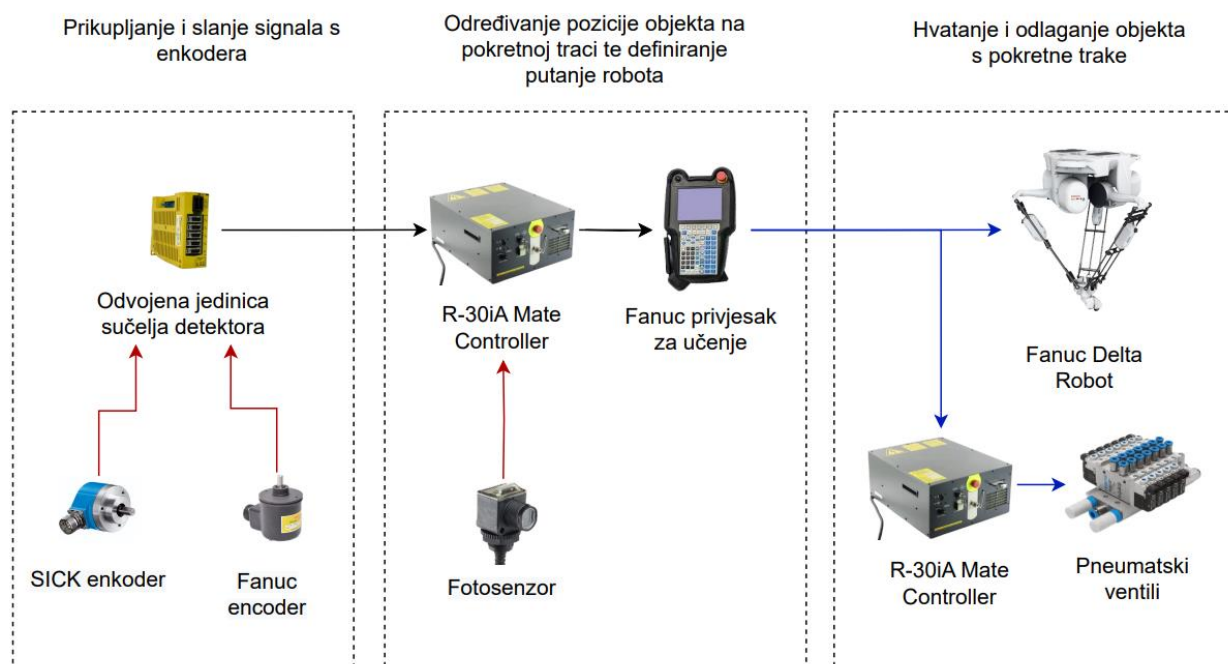 Prikupljanje i slanje signala s
enkodera
Određivanje pozicije objekta na
pokretnoj traci te definiranje
putanje robota
Hvatanje i odlaganje objekta
s pokretne trake
Odvojena jedinica
sučelja detektora
R-30iA Mate
Controller
Fanuc privjesak
za učenje
Fanuc Delta
Robot
SICK enkoder
Fanuc
encoder
Fotosenzor
R-30iA Mate
Controller
Pneumatski
ventili